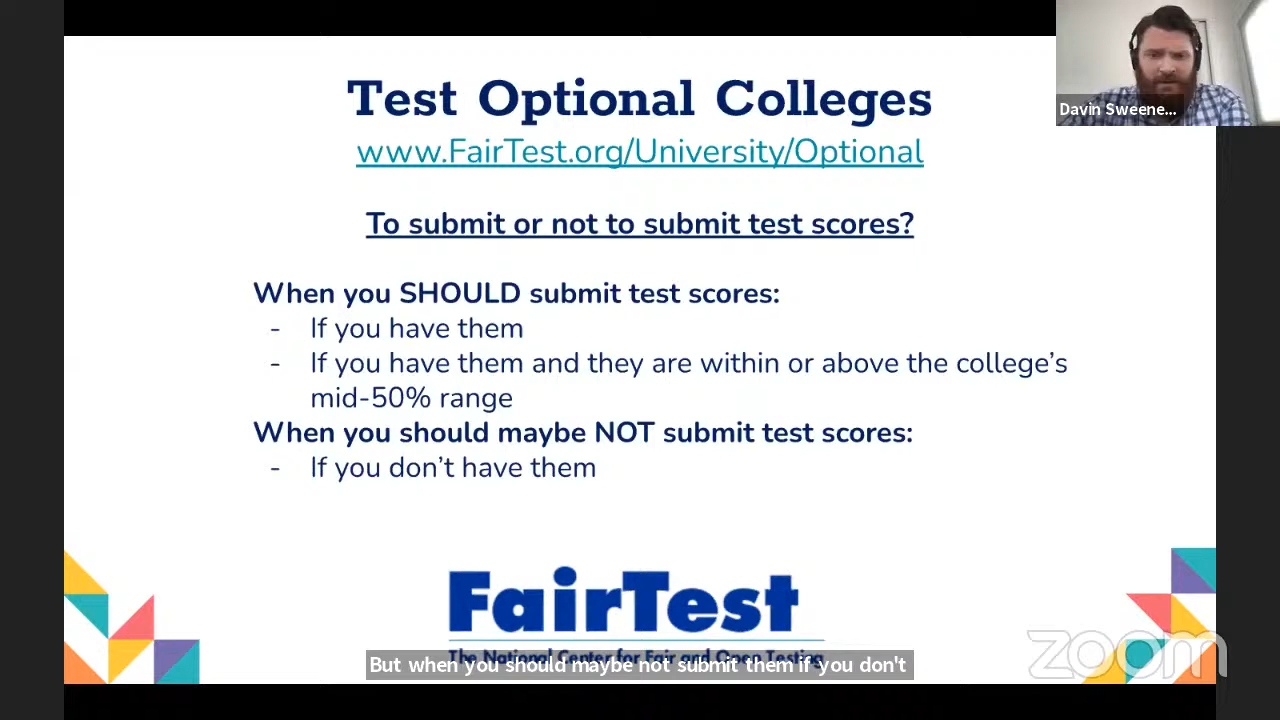 Test Optional Colleges
www.FairTest.org/University/Optional
To submit or not to submit test scores?
When you SHOULD submit test scores:
- If you have them
- If you have them and they are within or above the college's
mid-50% range
When you should maybe NOT submit test scores:
- If you don't have them
FairTest
The National Center for Fair and Open Testing
But when you should maybe not submit them if you don't
Davin Sweene...
zoom